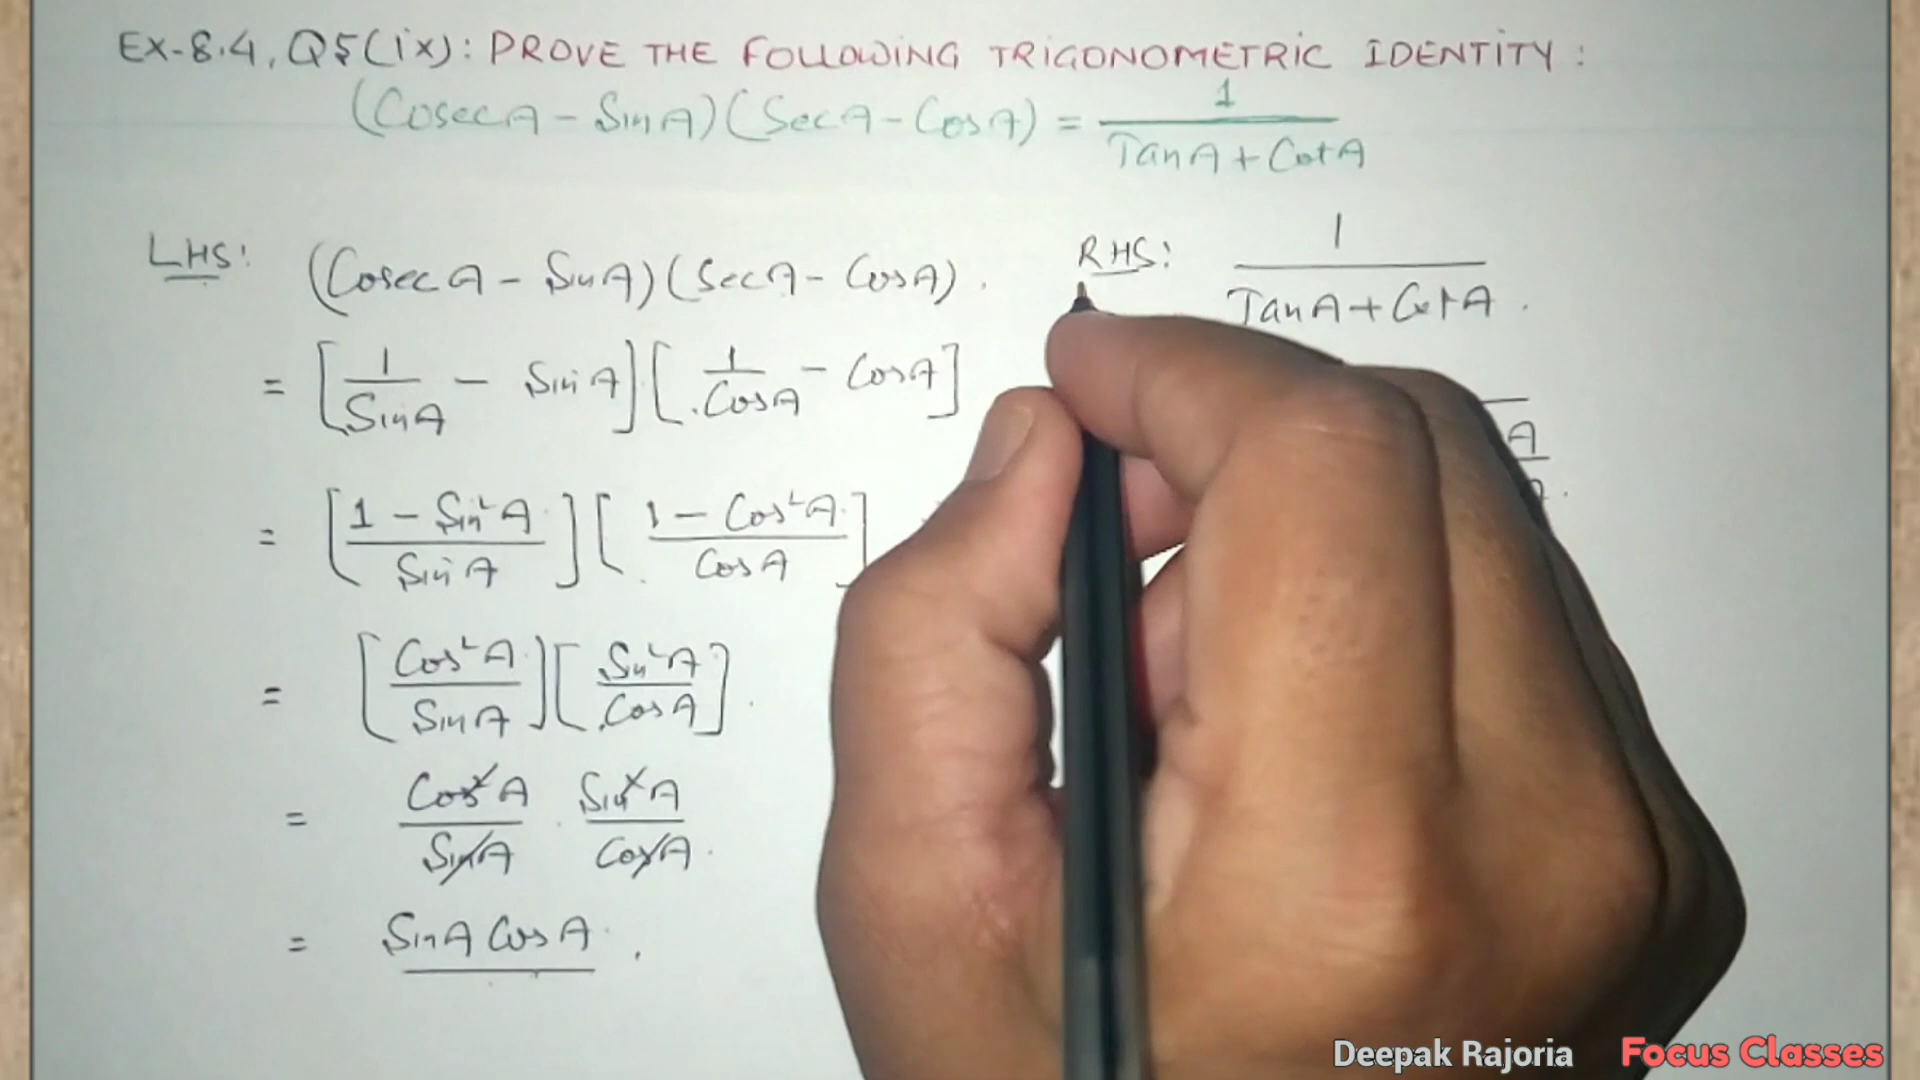 EX-8.4, Q5(ix): PROVE THE FOLLOWING TRIGONOMETRIC IDENTITY:
(CosecA - SinA)(SecA - CosA) = 1/(TanA + CotA)
LHS: (CosecA - SinA)(SecA - CosA).
= [1/SinA - SinA][1/CosA - CosA]
= [(1 - Sin²A)/SinA][(1 - Cos²A)/CosA]
= [Cos²A/SinA][Sin²A/CosA].
= Cos²A/SinA . Sin²A/CosA.
= SinA CosA.
RHS: 1/(TanA + CotA).
A
Deepak Rajoria Focus Classes